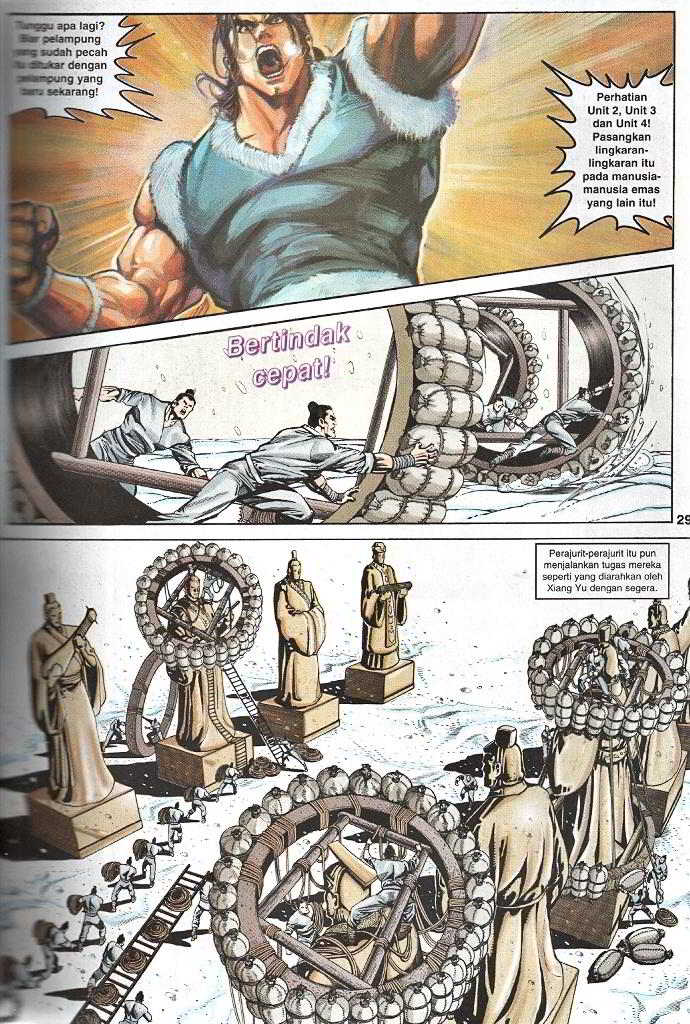 Tunggu apa lagi?
Biar pelampung
yang sudah pecah
itu ditukar dengan
pelampung yang
baru sekarang!
Perhatian
Unit 2, Unit 3
dan Unit 4!
Pasangkan
lingkaran-
lingkaran itu
pada manusia-
manusia emas
yang lain itu!
Bertindak
cepat!
29
Perajurit-perajurit itu pun
menjalankan tugas mereka
seperti yang diarahkan oleh
Xiang Yu dengan segera.